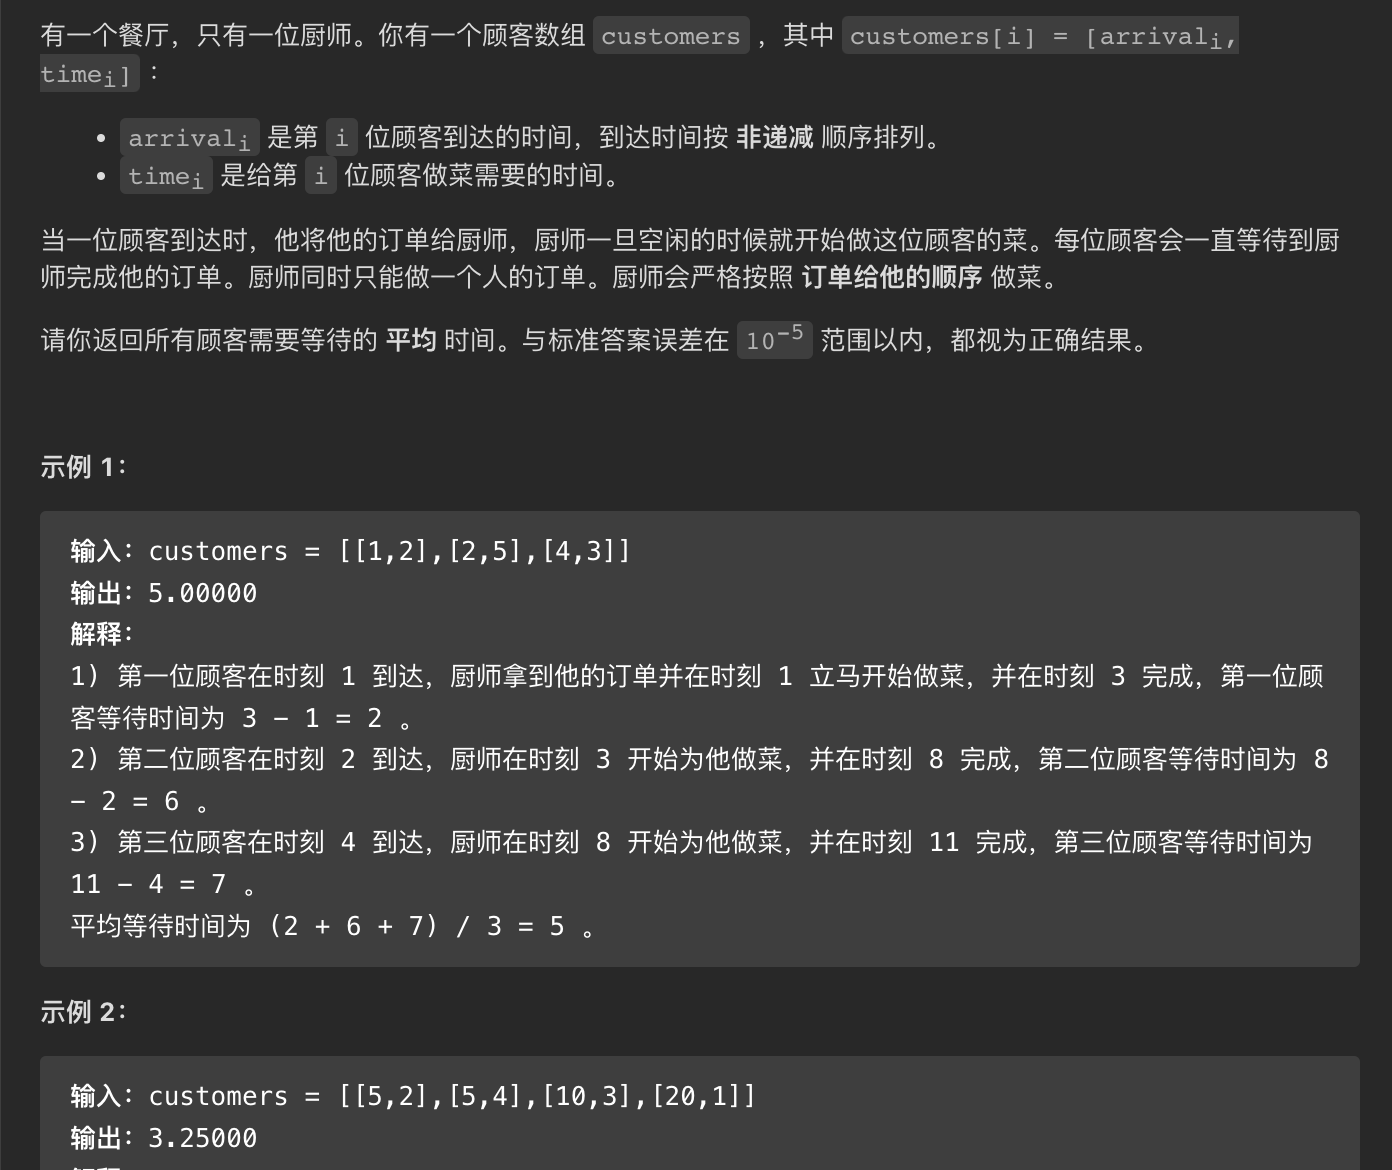 有一个餐厅，只有一位厨师。你有一个顾客数组 customers ，其中 customers[i] = [arrivali,
timei] ：
• arrivali 是第 i 位顾客到达的时间，到达时间按 非递减 顺序排列。
• timei 是给第 i 位顾客做菜需要的时间。
当一位顾客到达时，他将他的订单给厨师，厨师一旦空闲的时候就开始做这位顾客的菜。每位顾客会一直等待到厨
师完成他的订单。厨师同时只能做一个人的订单。厨师会严格按照 订单给他的顺序 做菜。
请你返回所有顾客需要等待的 平均 时间。与标准答案误差在 10^-5 范围以内，都视为正确结果。
示例 1：
输入：customers = [[1,2],[2,5],[4,3]]
输出：5.00000
解释：
1) 第一位顾客在时刻 1 到达，厨师拿到他的订单并在时刻 1 立马开始做菜，并在时刻 3 完成，第一位顾
客等待时间为 3 - 1 = 2 。
2) 第二位顾客在时刻 2 到达，厨师在时刻 3 开始为他做菜，并在时刻 8 完成，第二位顾客等待时间为 8
- 2 = 6 。
3) 第三位顾客在时刻 4 到达，厨师在时刻 8 开始为他做菜，并在时刻 11 完成，第三位顾客等待时间为
11 - 4 = 7 。
平均等待时间为 (2 + 6 + 7) / 3 = 5 。
示例 2：
输入：customers = [[5,2],[5,4],[10,3],[20,1]]
输出：3.25000